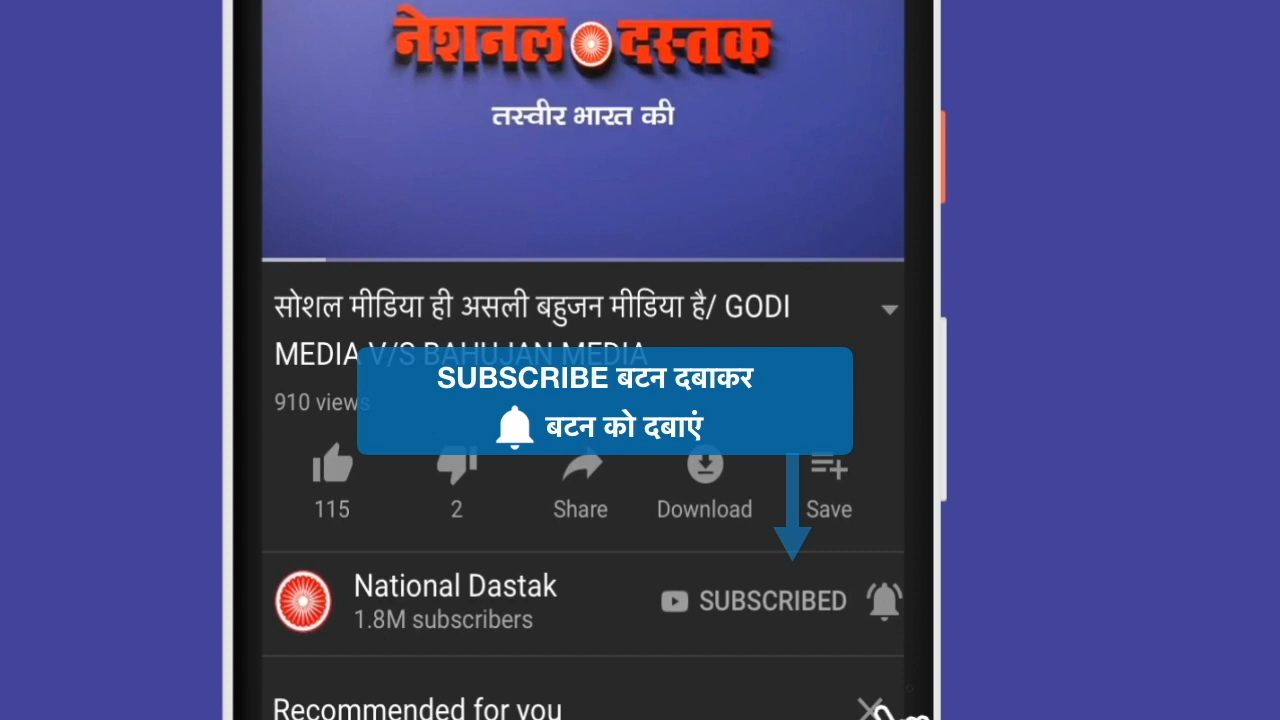 नेशनल दस्तक
तस्वीर भारत की
सोशल मीडिया ही असली बहुजन मीडिया है/ GODI
MEDIA V/S BAHUJAN MEDIA
910 views
SUBSCRIBE बटन दबाकर
बटन को दबाएं
115
2
Share
Download
Save
National Dastak
1.8M subscribers
SUBSCRIBED
Recommended for you